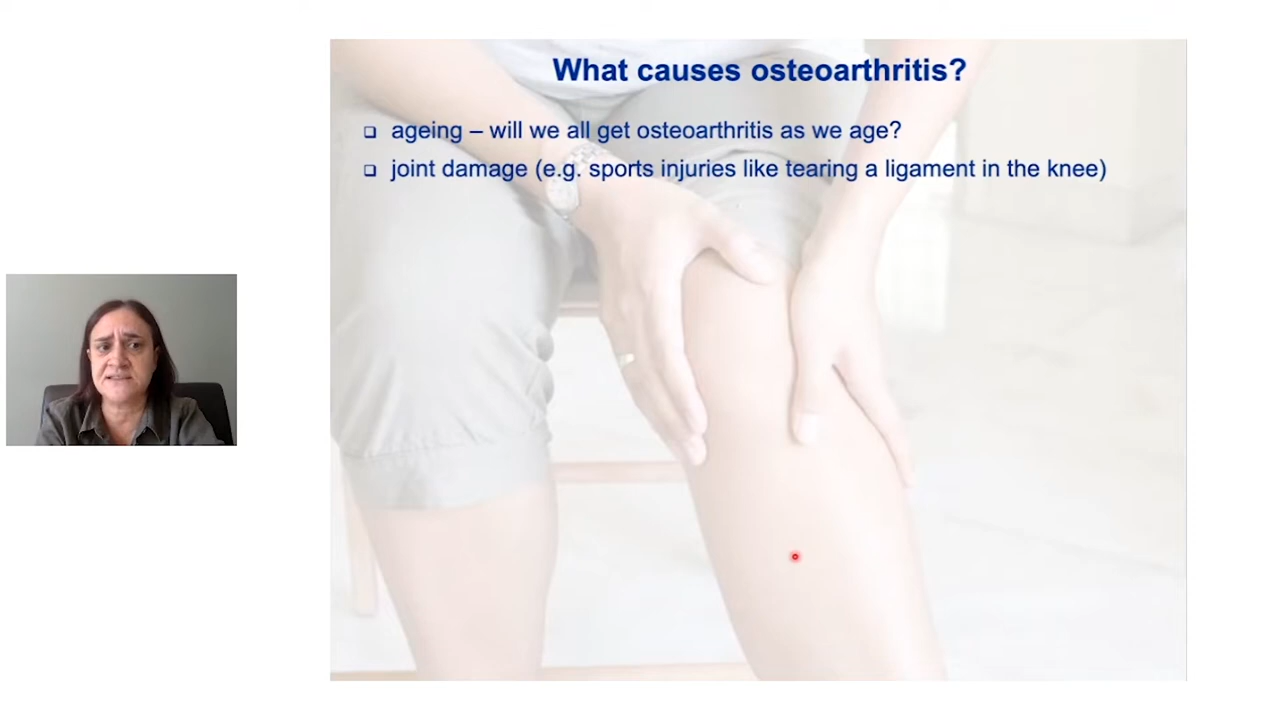 What causes osteoarthritis?
ageing – will we all get osteoarthritis as we age?
joint damage (e.g. sports injuries like tearing a ligament in the knee)